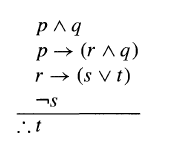 p ∧ q
p → (r ∧ q)
r → (s ∨ t)
¬s
∴ t